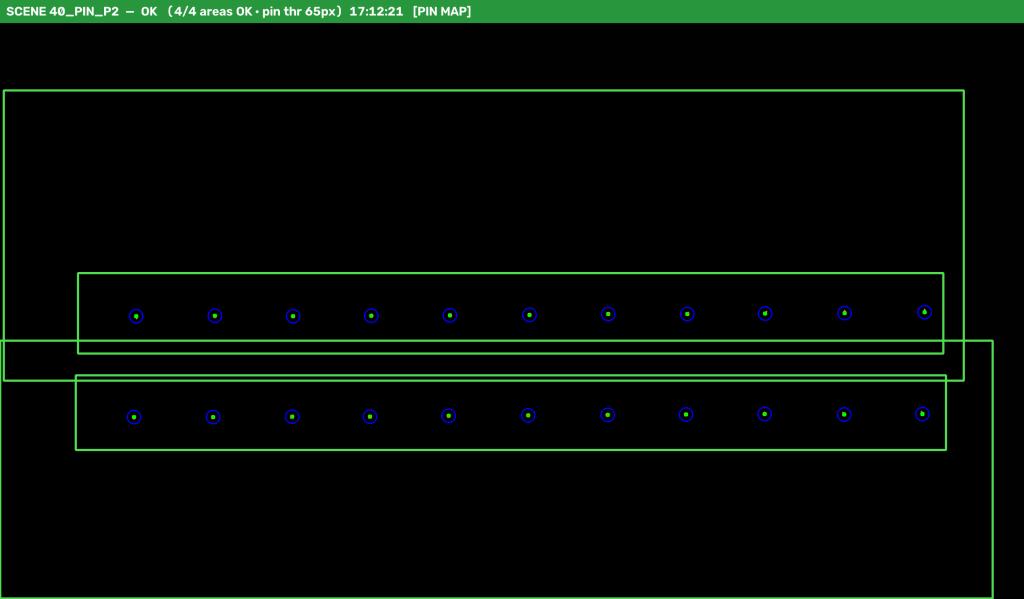 SCENE 40_PIN_P2 — OK (4/4 areas OK · pin thr 65px) 17:12:21 [PIN MAP]